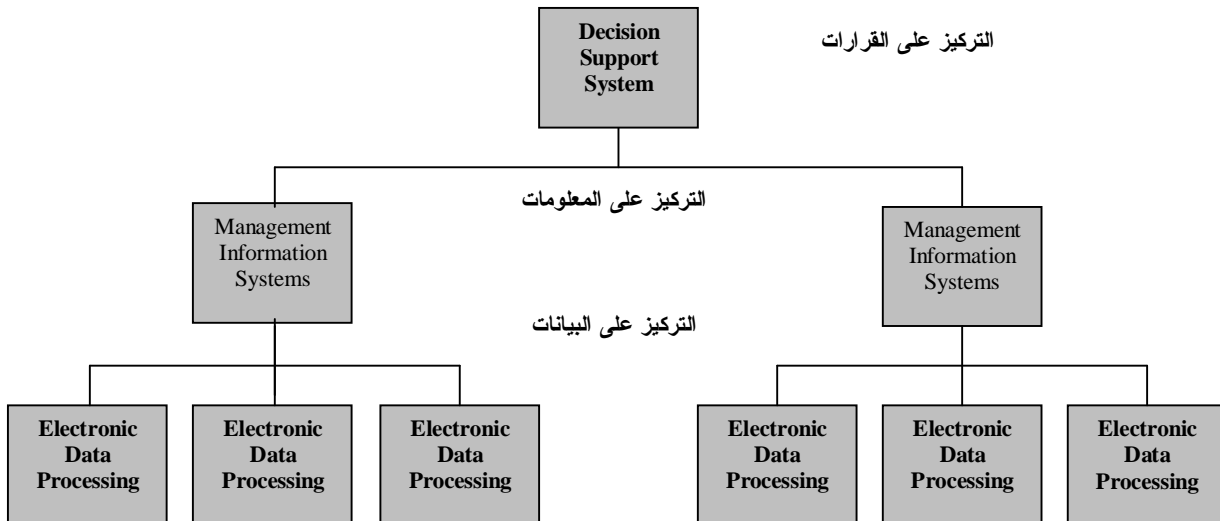 Decision
Support
System
التركيز على القرارات
التركيز على المعلومات
Management
Information
Systems
Management
Information
Systems
التركيز على البيانات
Electronic
Data
Processing
Electronic
Data
Processing
Electronic
Data
Processing
Electronic
Data
Processing
Electronic
Data
Processing
Electronic
Data
Processing